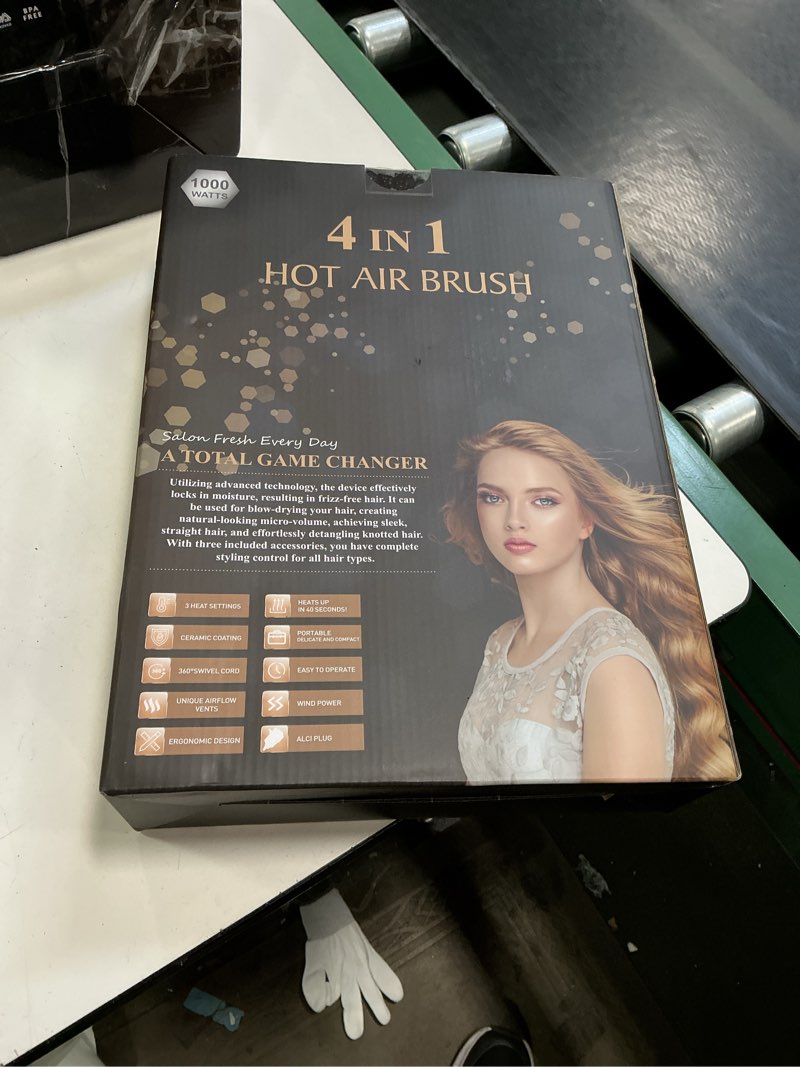 BPA
FREE
1000
WATTS
4 IN 1
HOT AIR BRUSH
Salon Fresh Every Day
A TOTAL GAME CHANGER
Utilizing advanced technology, the device effectively
locks in moisture, resulting in frizz-free hair. It can
be used for blow-drying your hair, creating
natural-looking micro-volume, achieving sleek,
straight hair, and effortlessly detangling knotted hair.
With three included accessories, you have complete
styling control for all hair types.
3 HEAT SETTINGS
HEATS UP
IN 40 SECONDS!
CERAMIC COATING
PORTABLE
DELICATE AND COMPACT
360°SWIVEL CORD
EASY TO OPERATE
UNIQUE AIRFLOW
VENTS
WIND POWER
ERGONOMIC DESIGN
ALCI PLUG